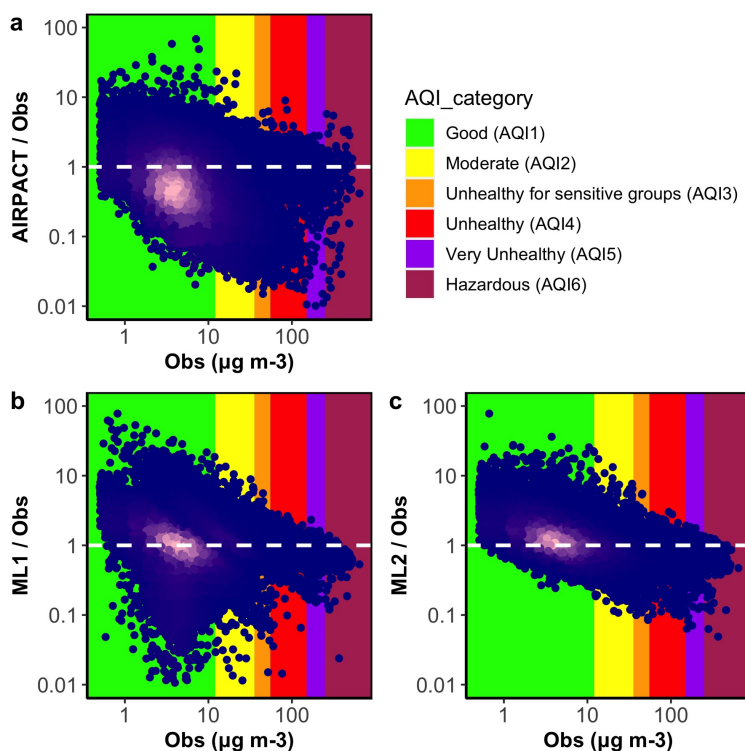 a
100
10
1
0.1
0.01
AIRPACT / Obs
1
10
100
Obs (µg m-3)
AQI_category
Good (AQI1)
Moderate (AQI2)
Unhealthy for sensitive groups (AQI3)
Unhealthy (AQI4)
Very Unhealthy (AQI5)
Hazardous (AQI6)
b
100
10
1
0.1
0.01
ML1 / Obs
1
10
100
Obs (µg m-3)
c
100
10
1
0.1
0.01
ML2 / Obs
1
10
100
Obs (µg m-3)